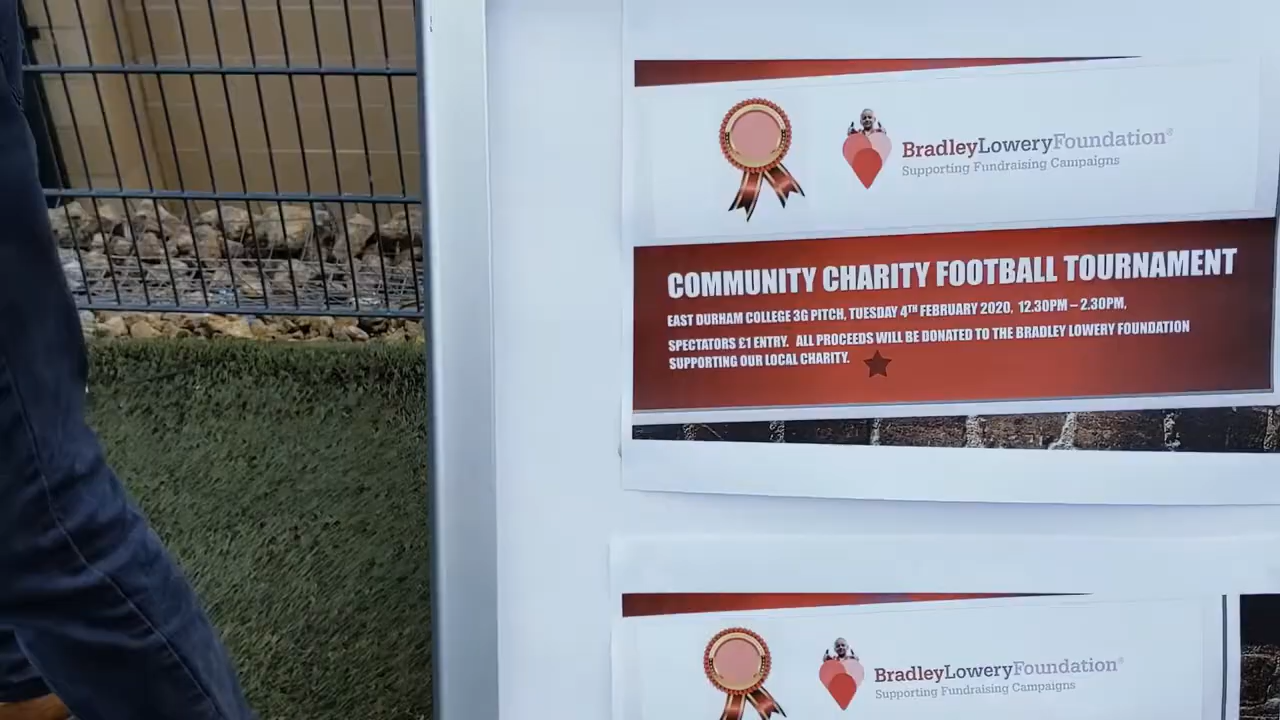 BradleyLoweryFoundation®
Supporting Fundraising Campaigns
COMMUNITY CHARITY FOOTBALL TOURNAMENT
EAST DURHAM COLLEGE 3G PITCH, TUESDAY 4TH FEBRUARY 2020, 12.30PM – 2.30PM,
SPECTATORS £1 ENTRY. ALL PROCEEDS WILL BE DONATED TO THE BRADLEY LOWERY FOUNDATION
SUPPORTING OUR LOCAL CHARITY.
BradleyLoweryFoundation®
Supporting Fundraising Campaigns